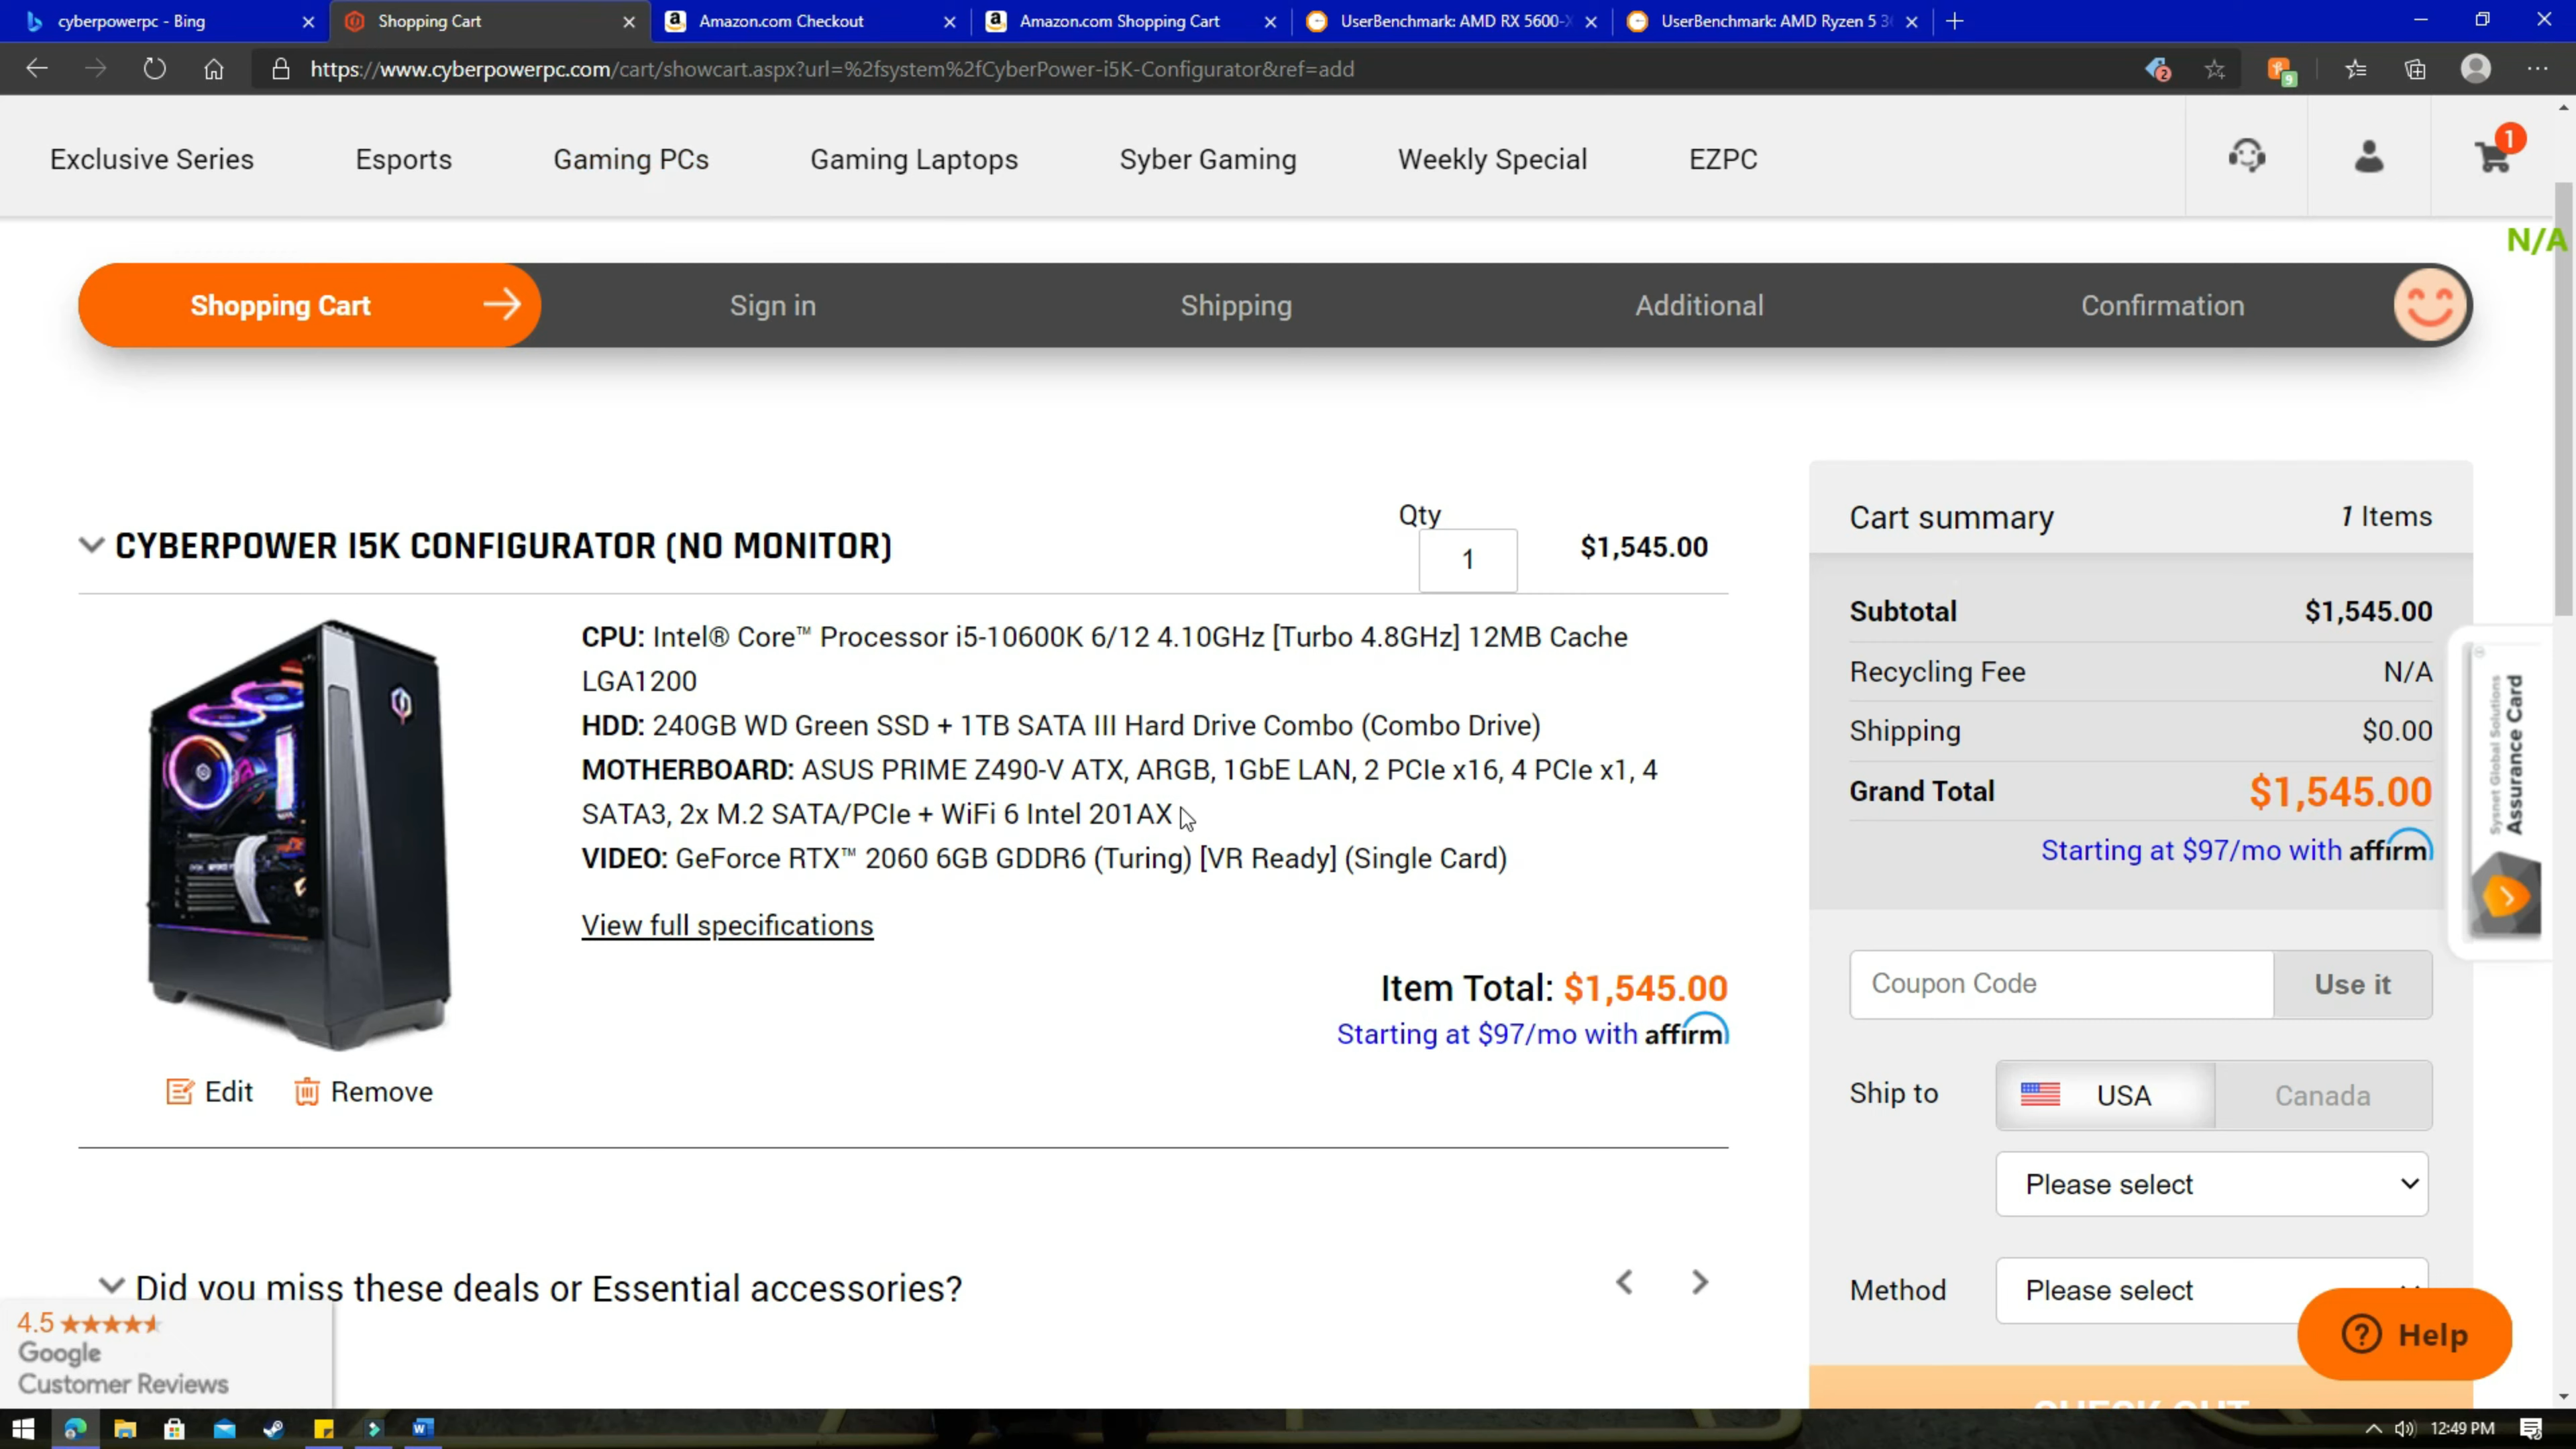 cyberpowerpc - Bing
Shopping Cart
Amazon.com Checkout
Amazon.com Shopping Cart
UserBenchmark: AMD RX 5600-X
UserBenchmark: AMD Ryzen 5 3
https://www.cyberpowerpc.com/cart/showcart.aspx?url=%2fsystem%2fCyberPower-i5K-Configurator&ref=add
2
9
Exclusive Series
Esports
Gaming PCs
Gaming Laptops
Syber Gaming
Weekly Special
EZPC
1
N/A
Shopping Cart
Sign in
Shipping
Additional
Confirmation
CYBERPOWER I5K CONFIGURATOR (NO MONITOR)
Qty
1
$1,545.00
CPU: Intel® Core™ Processor i5-10600K 6/12 4.10GHz [Turbo 4.8GHz] 12MB Cache
LGA1200
HDD: 240GB WD Green SSD + 1TB SATA III Hard Drive Combo (Combo Drive)
MOTHERBOARD: ASUS PRIME Z490-V ATX, ARGB, 1GbE LAN, 2 PCIe x16, 4 PCIe x1, 4
SATA3, 2x M.2 SATA/PCIe + WiFi 6 Intel 201AX
VIDEO: GeForce RTX™ 2060 6GB GDDR6 (Turing) [VR Ready] (Single Card)
View full specifications
Item Total: $1,545.00
Starting at $97/mo with affirm
Edit
Remove
Did you miss these deals or Essential accessories?
4.5
Google
Customer Reviews
Cart summary
1 Items
Subtotal
$1,545.00
Recycling Fee
N/A
Shipping
$0.00
Grand Total
$1,545.00
Starting at $97/mo with affirm
Coupon Code
Use it
Ship to
USA
Canada
Please select
Method
Please select
CHECK OUT
Help
Sysnet Global Solutions
Assurance Card
12:49 PM